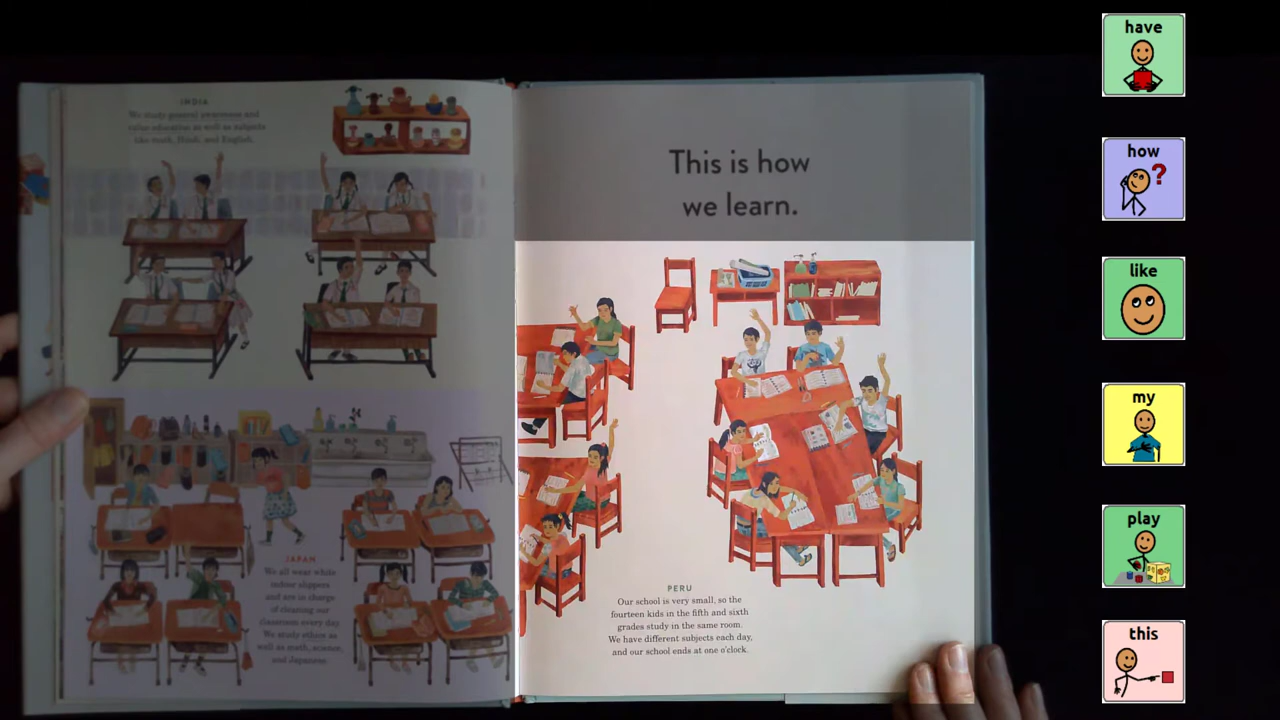 INDIA
We study general awareness and
value education as well as subjects
like math, Hindi, and English.
This is how
we learn.
JAPAN
We all wear white
indoor slippers
and are in charge
of cleaning our
classroom every day.
We study ethics as
well as math, science,
and Japanese.
PERU
Our school is very small, so the
fourteen kids in the fifth and sixth
grades study in the same room.
We have different subjects each day,
and our school ends at one o'clock.
have
how
?
like
my
play
this